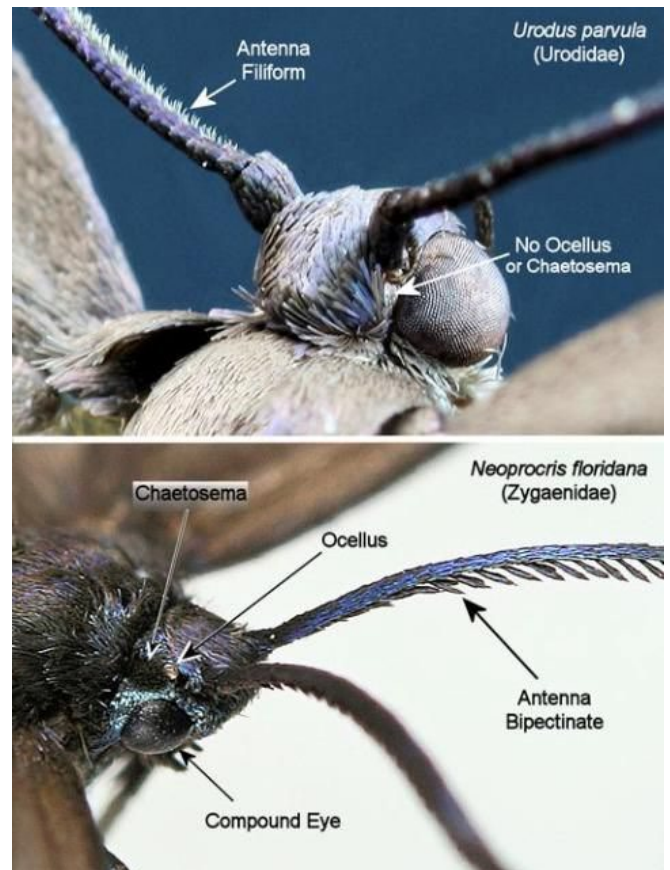 Urodus parvula
(Urodidae)
Antenna
Filiform
No Ocellus
or Chaetosema
Neoprocris floridana
(Zygaenidae)
Chaetosema
Ocellus
Antenna
Bipectinate
Compound Eye